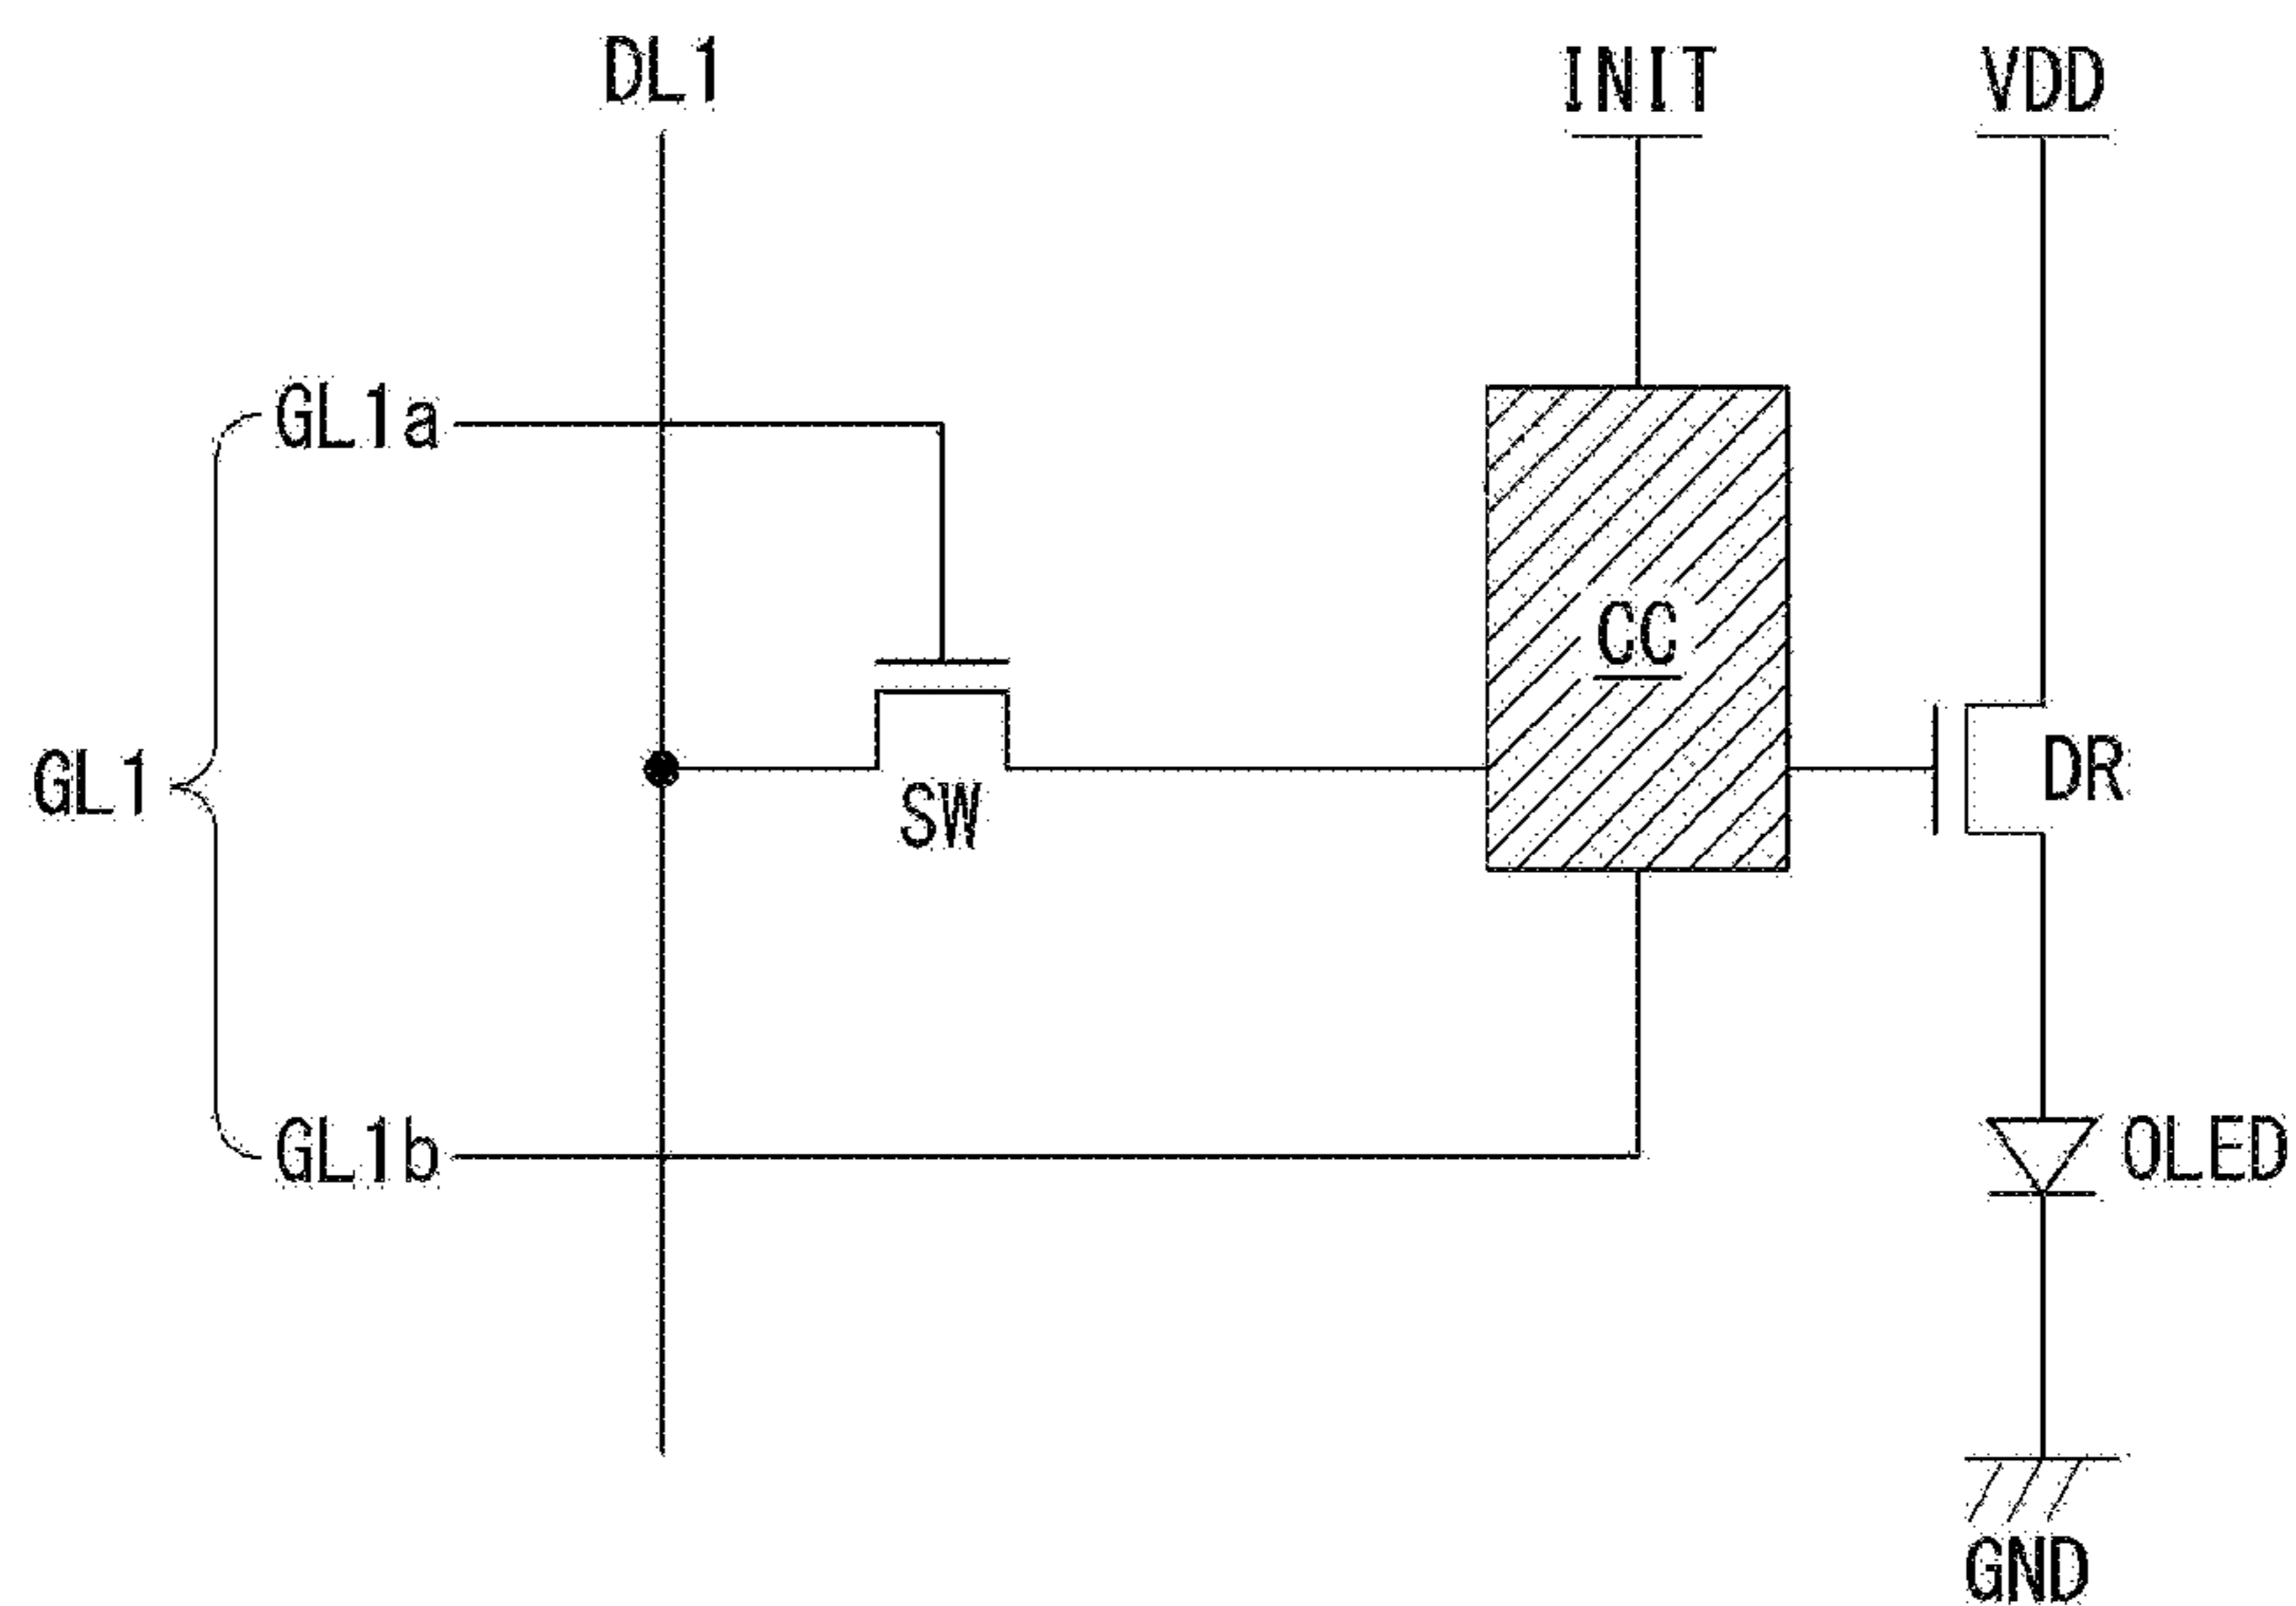 DL1
INIT
VDD
GL1a
CC
GL1
SW
DR
GL1b
OLED
GND